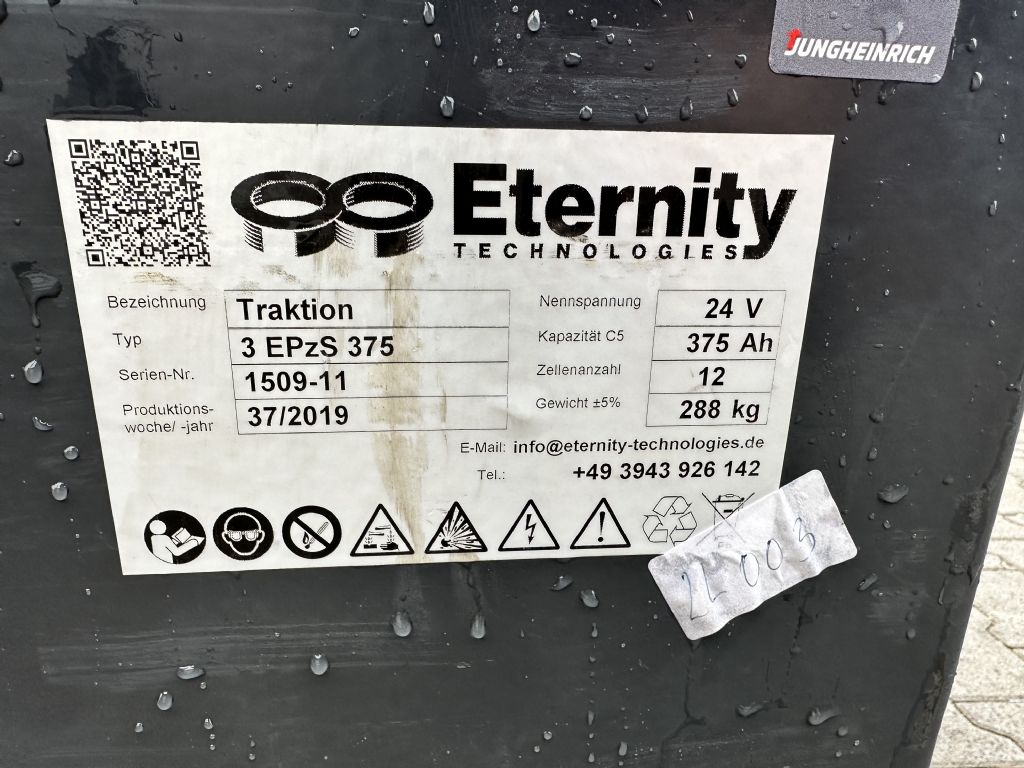 JUNGHEINRICH
Eternity
TECHNOLOGIES
Bezeichnung Traktion Nennspannung 24 V
Typ 3 EPzS 375 Kapazität C5 375 Ah
Serien-Nr. 1509-11 Zellenanzahl 12
Produktions-
woche/ -jahr 37/2019 Gewicht ±5% 288 kg
E-Mail: info@eternity-technologies.de
Tel.: +49 3943 926 142
22003